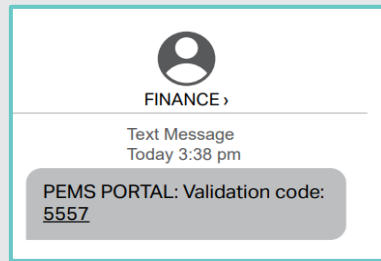 FINANCE ›
Text Message
Today 3:38 pm
PEMS PORTAL: Validation code:
5557